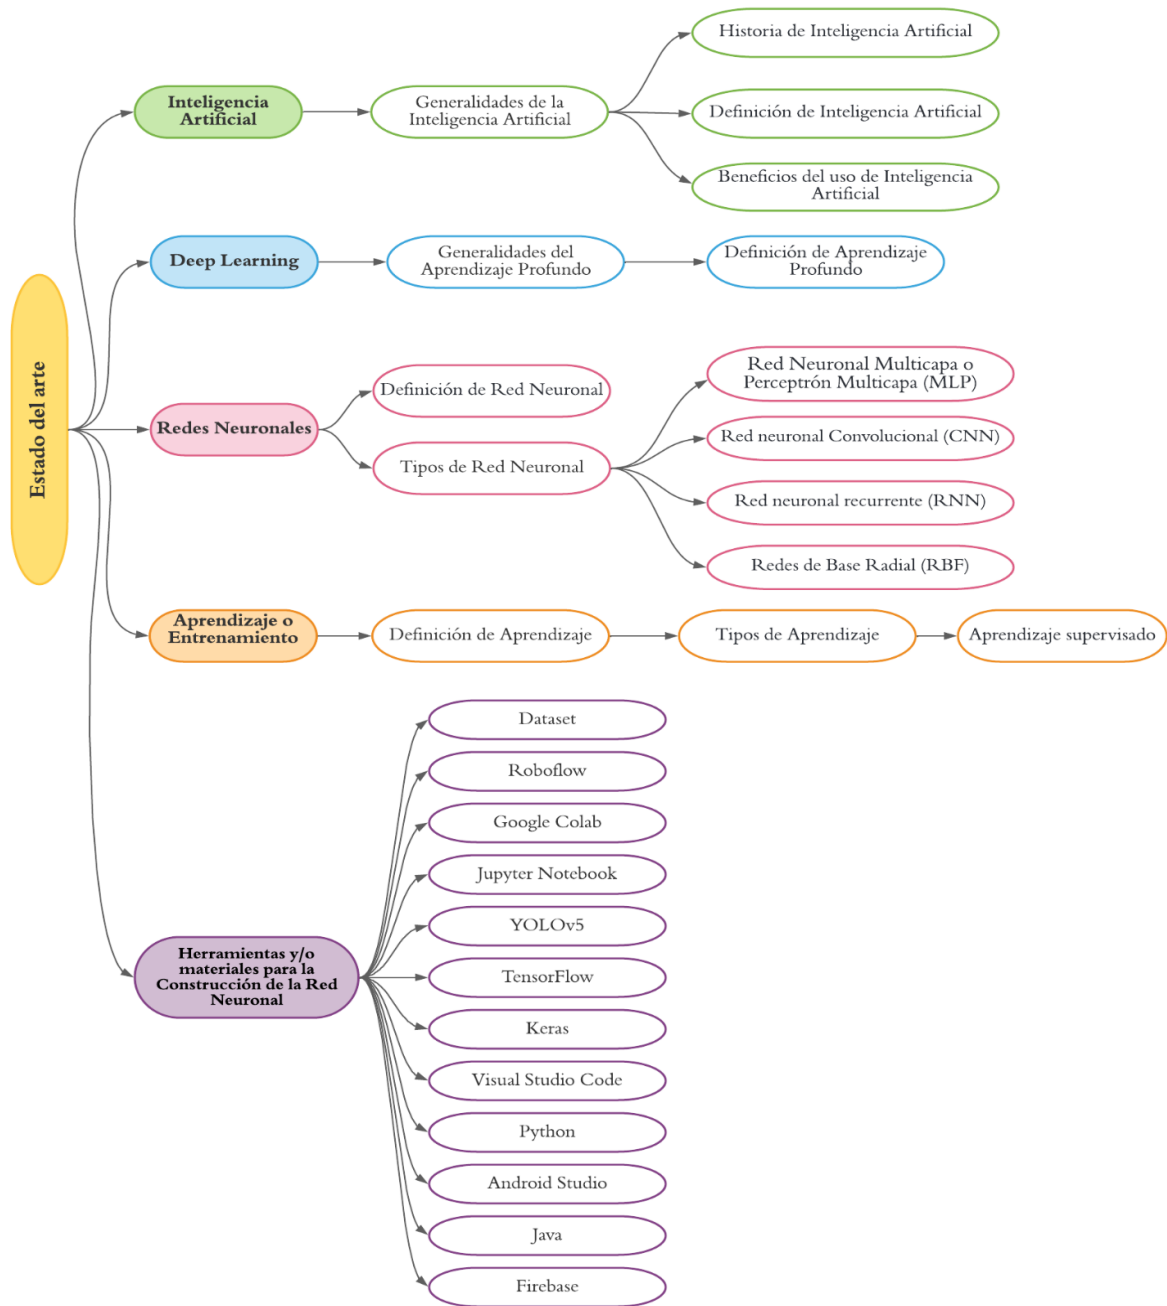 Estado del arte
Inteligencia
Artificial
Generalidades de la
Inteligencia Artificial
Historia de Inteligencia Artificial
Definición de Inteligencia Artificial
Beneficios del uso de Inteligencia
Artificial
Deep Learning
Generalidades del
Aprendizaje Profundo
Definición de Aprendizaje
Profundo
Redes Neuronales
Definición de Red Neuronal
Tipos de Red Neuronal
Red Neuronal Multicapa o
Perceptrón Multicapa (MLP)
Red neuronal Convolucional (CNN)
Red neuronal recurrente (RNN)
Redes de Base Radial (RBF)
Aprendizaje o
Entrenamiento
Definición de Aprendizaje
Tipos de Aprendizaje
Aprendizaje supervisado
Herramientas y/o
materiales para la
Construcción de la Red
Neuronal
Dataset
Roboflow
Google Colab
Jupyter Notebook
YOLOv5
TensorFlow
Keras
Visual Studio Code
Python
Android Studio
Java
Firebase